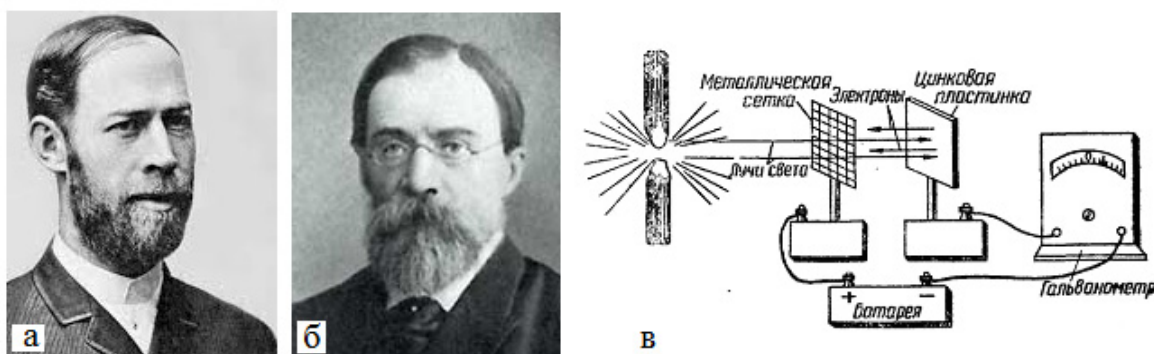 Металлическая
сетка
Электроны
Цинковая
пластинка
Лучи света
+ −
Батарея
Гальванометр
а
б
в